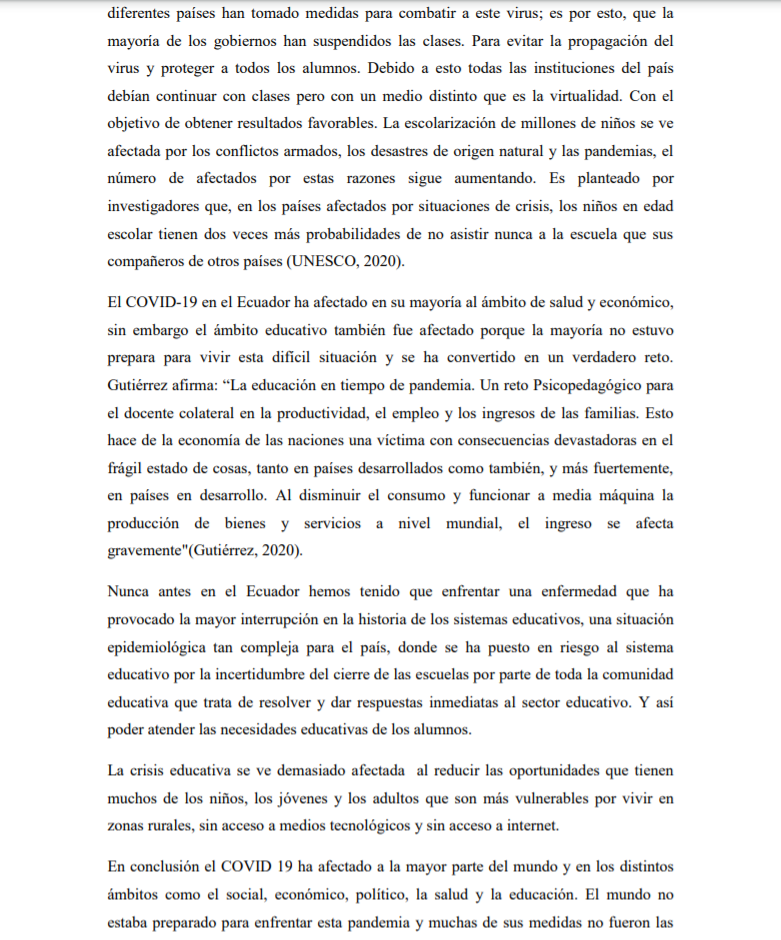 diferentes países han tomado medidas para combatir a este virus; es por esto, que la
mayoría de los gobiernos han suspendidos las clases. Para evitar la propagación del
virus y proteger a todos los alumnos. Debido a esto todas las instituciones del país
debían continuar con clases pero con un medio distinto que es la virtualidad. Con el
objetivo de obtener resultados favorables. La escolarización de millones de niños se ve
afectada por los conflictos armados, los desastres de origen natural y las pandemias, el
número de afectados por estas razones sigue aumentando. Es planteado por
investigadores que, en los países afectados por situaciones de crisis, los niños en edad
escolar tienen dos veces más probabilidades de no asistir nunca a la escuela que sus
compañeros de otros países (UNESCO, 2020).
El COVID-19 en el Ecuador ha afectado en su mayoría al ámbito de salud y económico,
sin embargo el ámbito educativo también fue afectado porque la mayoría no estuvo
prepara para vivir esta difícil situación y se ha convertido en un verdadero reto.
Gutiérrez afirma: “La educación en tiempo de pandemia. Un reto Psicopedagógico para
el docente colateral en la productividad, el empleo y los ingresos de las familias. Esto
hace de la economía de las naciones una víctima con consecuencias devastadoras en el
frágil estado de cosas, tanto en países desarrollados como también, y más fuertemente,
en países en desarrollo. Al disminuir el consumo y funcionar a media máquina la
producción de bienes y servicios a nivel mundial, el ingreso se afecta
gravemente"(Gutiérrez, 2020).
Nunca antes en el Ecuador hemos tenido que enfrentar una enfermedad que ha
provocado la mayor interrupción en la historia de los sistemas educativos, una situación
epidemiológica tan compleja para el país, donde se ha puesto en riesgo al sistema
educativo por la incertidumbre del cierre de las escuelas por parte de toda la comunidad
educativa que trata de resolver y dar respuestas inmediatas al sector educativo. Y así
poder atender las necesidades educativas de los alumnos.
La crisis educativa se ve demasiado afectada al reducir las oportunidades que tienen
muchos de los niños, los jóvenes y los adultos que son más vulnerables por vivir en
zonas rurales, sin acceso a medios tecnológicos y sin acceso a internet.
En conclusión el COVID 19 ha afectado a la mayor parte del mundo y en los distintos
ámbitos como el social, económico, político, la salud y la educación. El mundo no
estaba preparado para enfrentar esta pandemia y muchas de sus medidas no fueron las